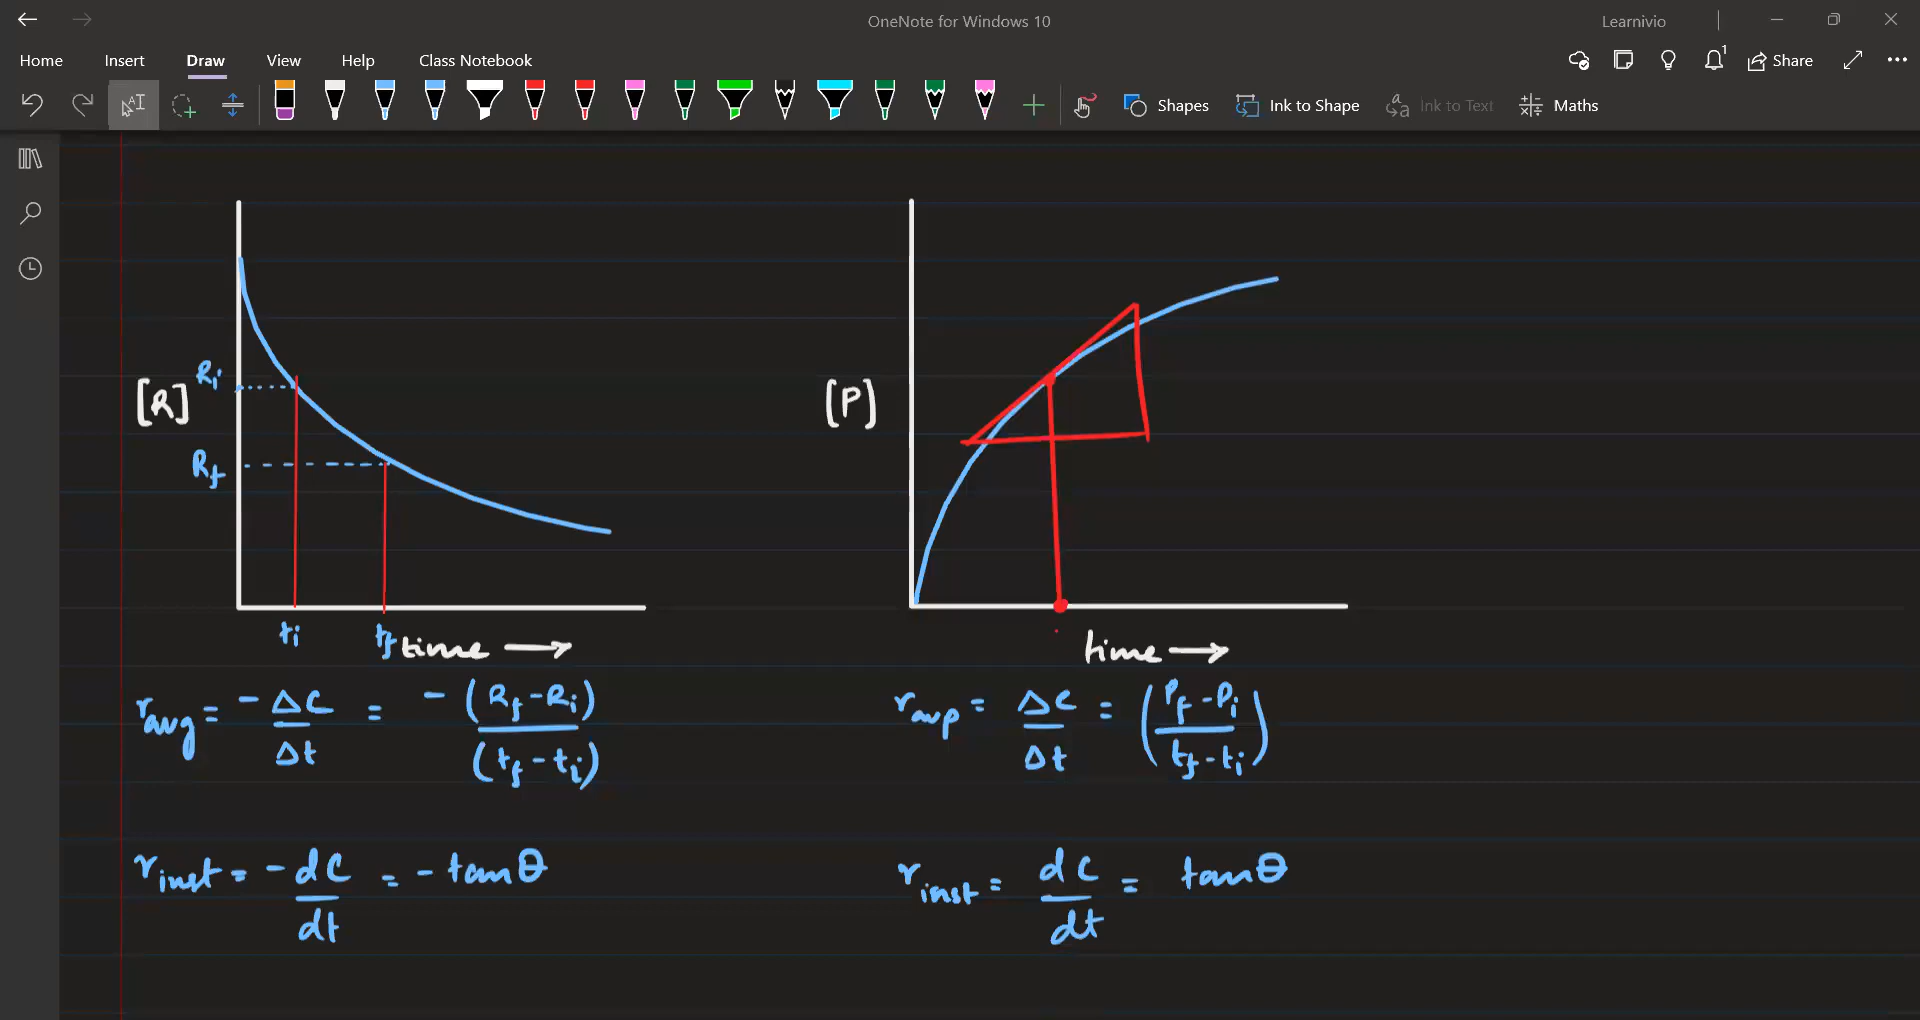 OneNote for Windows 10
Learnivio
Home Insert Draw View Help Class Notebook
1
Share
Shapes Ink to Shape Ink to Text Maths
[R]
Ri
Rf
ti tf time
ravg = -ΔC/Δt = -(Rf-Ri)/(tf-ti)
rinst = -dC/dt = -tanθ
[P]
time
ravg = ΔC/Δt = (Pf-Pi/tf-ti)
rinst = dC/dt = tanθ